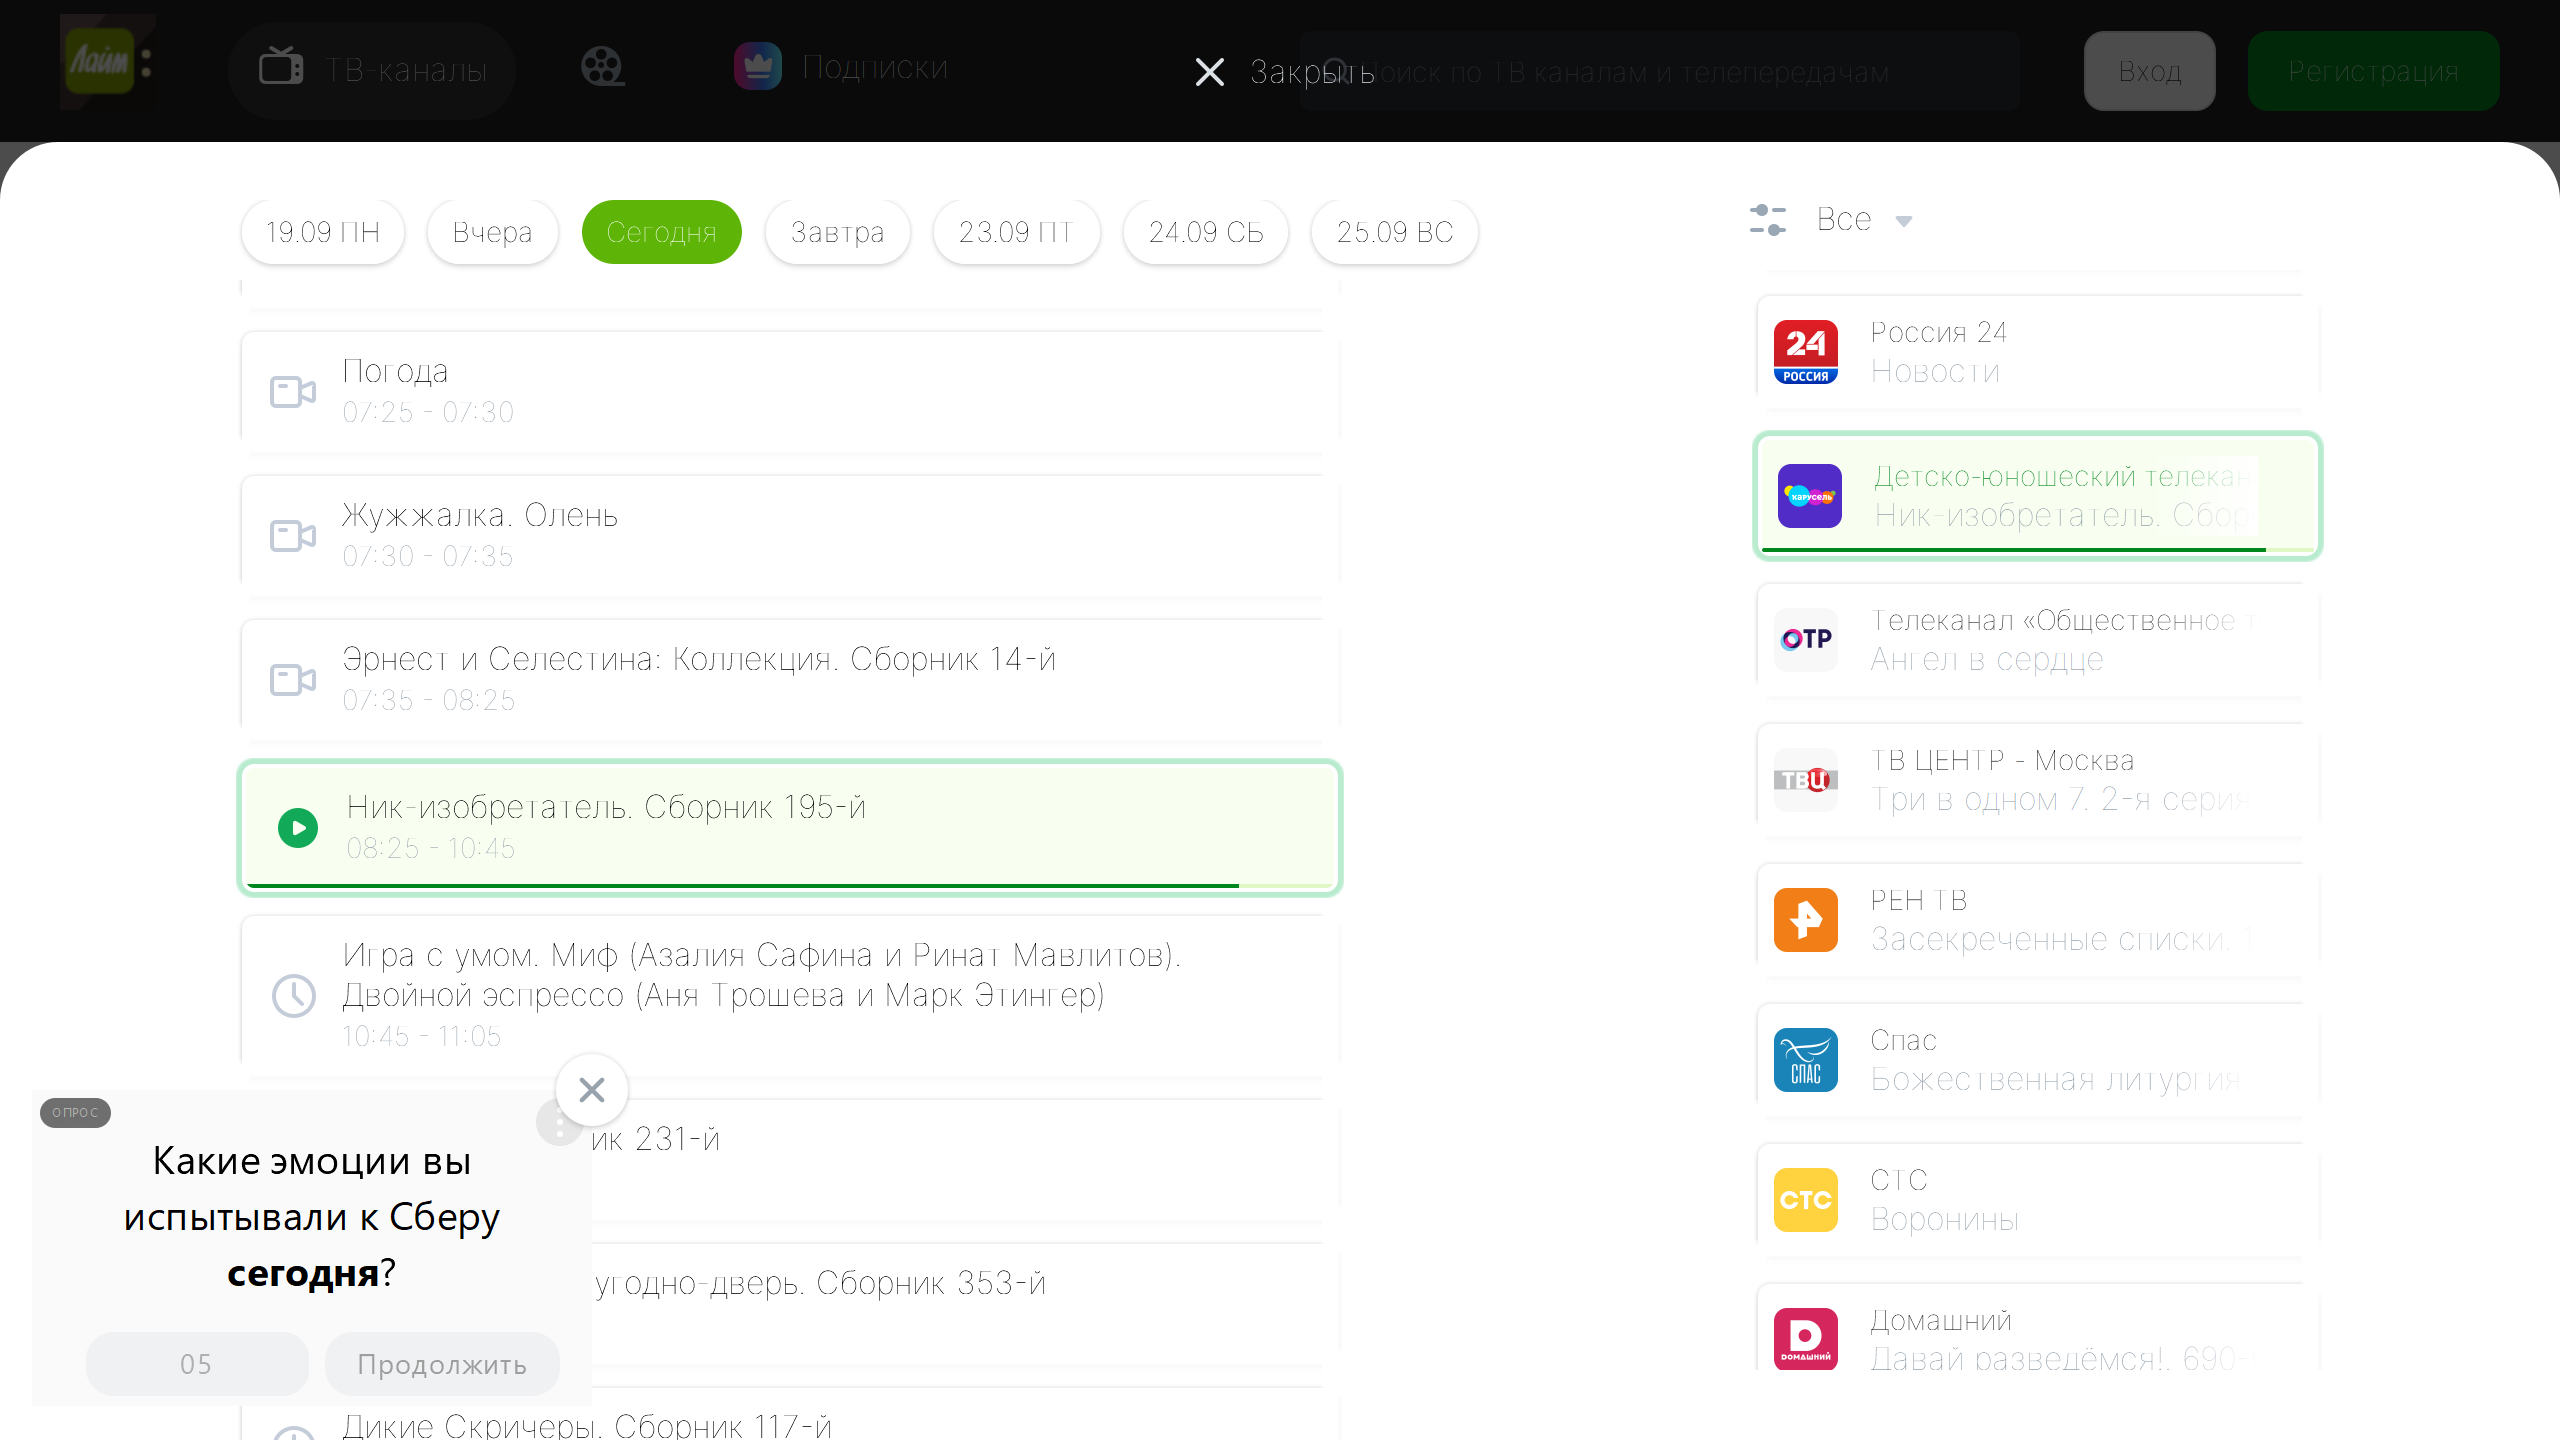 Лайм
ТВ-каналы
Подписки
Закрыть
Поиск по ТВ каналам и телепередачам
Вход
Регистрация
19.09 ПН
Вчера
Сегодня
Завтра
23.09 ПТ
24.09 СБ
25.09 ВС
Все
Погода
07:25 - 07:30
Жужжалка. Олень
07:30 - 07:35
Эрнест и Селестина: Коллекция. Сборник 14-й
07:35 - 08:25
Ник-изобретатель. Сборник 195-й
08:25 - 10:45
Игра с умом. Миф (Азалия Сафина и Ринат Мавлитов).
Двойной эспрессо (Аня Трошева и Марк Этингер)
10:45 - 11:05
ик 231-й
угодно-дверь. Сборник 353-й
Дикие Скричеры. Сборник 117-й
ОПРОС
Какие эмоции вы
испытывали к Сберу
сегодня?
05
Продолжить
24
РОССИЯ
Россия 24
Новости
карусель
Детско-юношеский телекан
Ник-изобретатель. Сбор
ОТР
Телеканал «Общественное т
Ангел в сердце
ТВЦ
ТВ ЦЕНТР - Москва
Три в одном 7. 2-я серия
РЕН ТВ
Засекреченные списки. 1
СПАС
Спас
Божественная литургия
СТС
СТС
Воронины
Домашний
Домашний
Давай разведёмся!. 690-